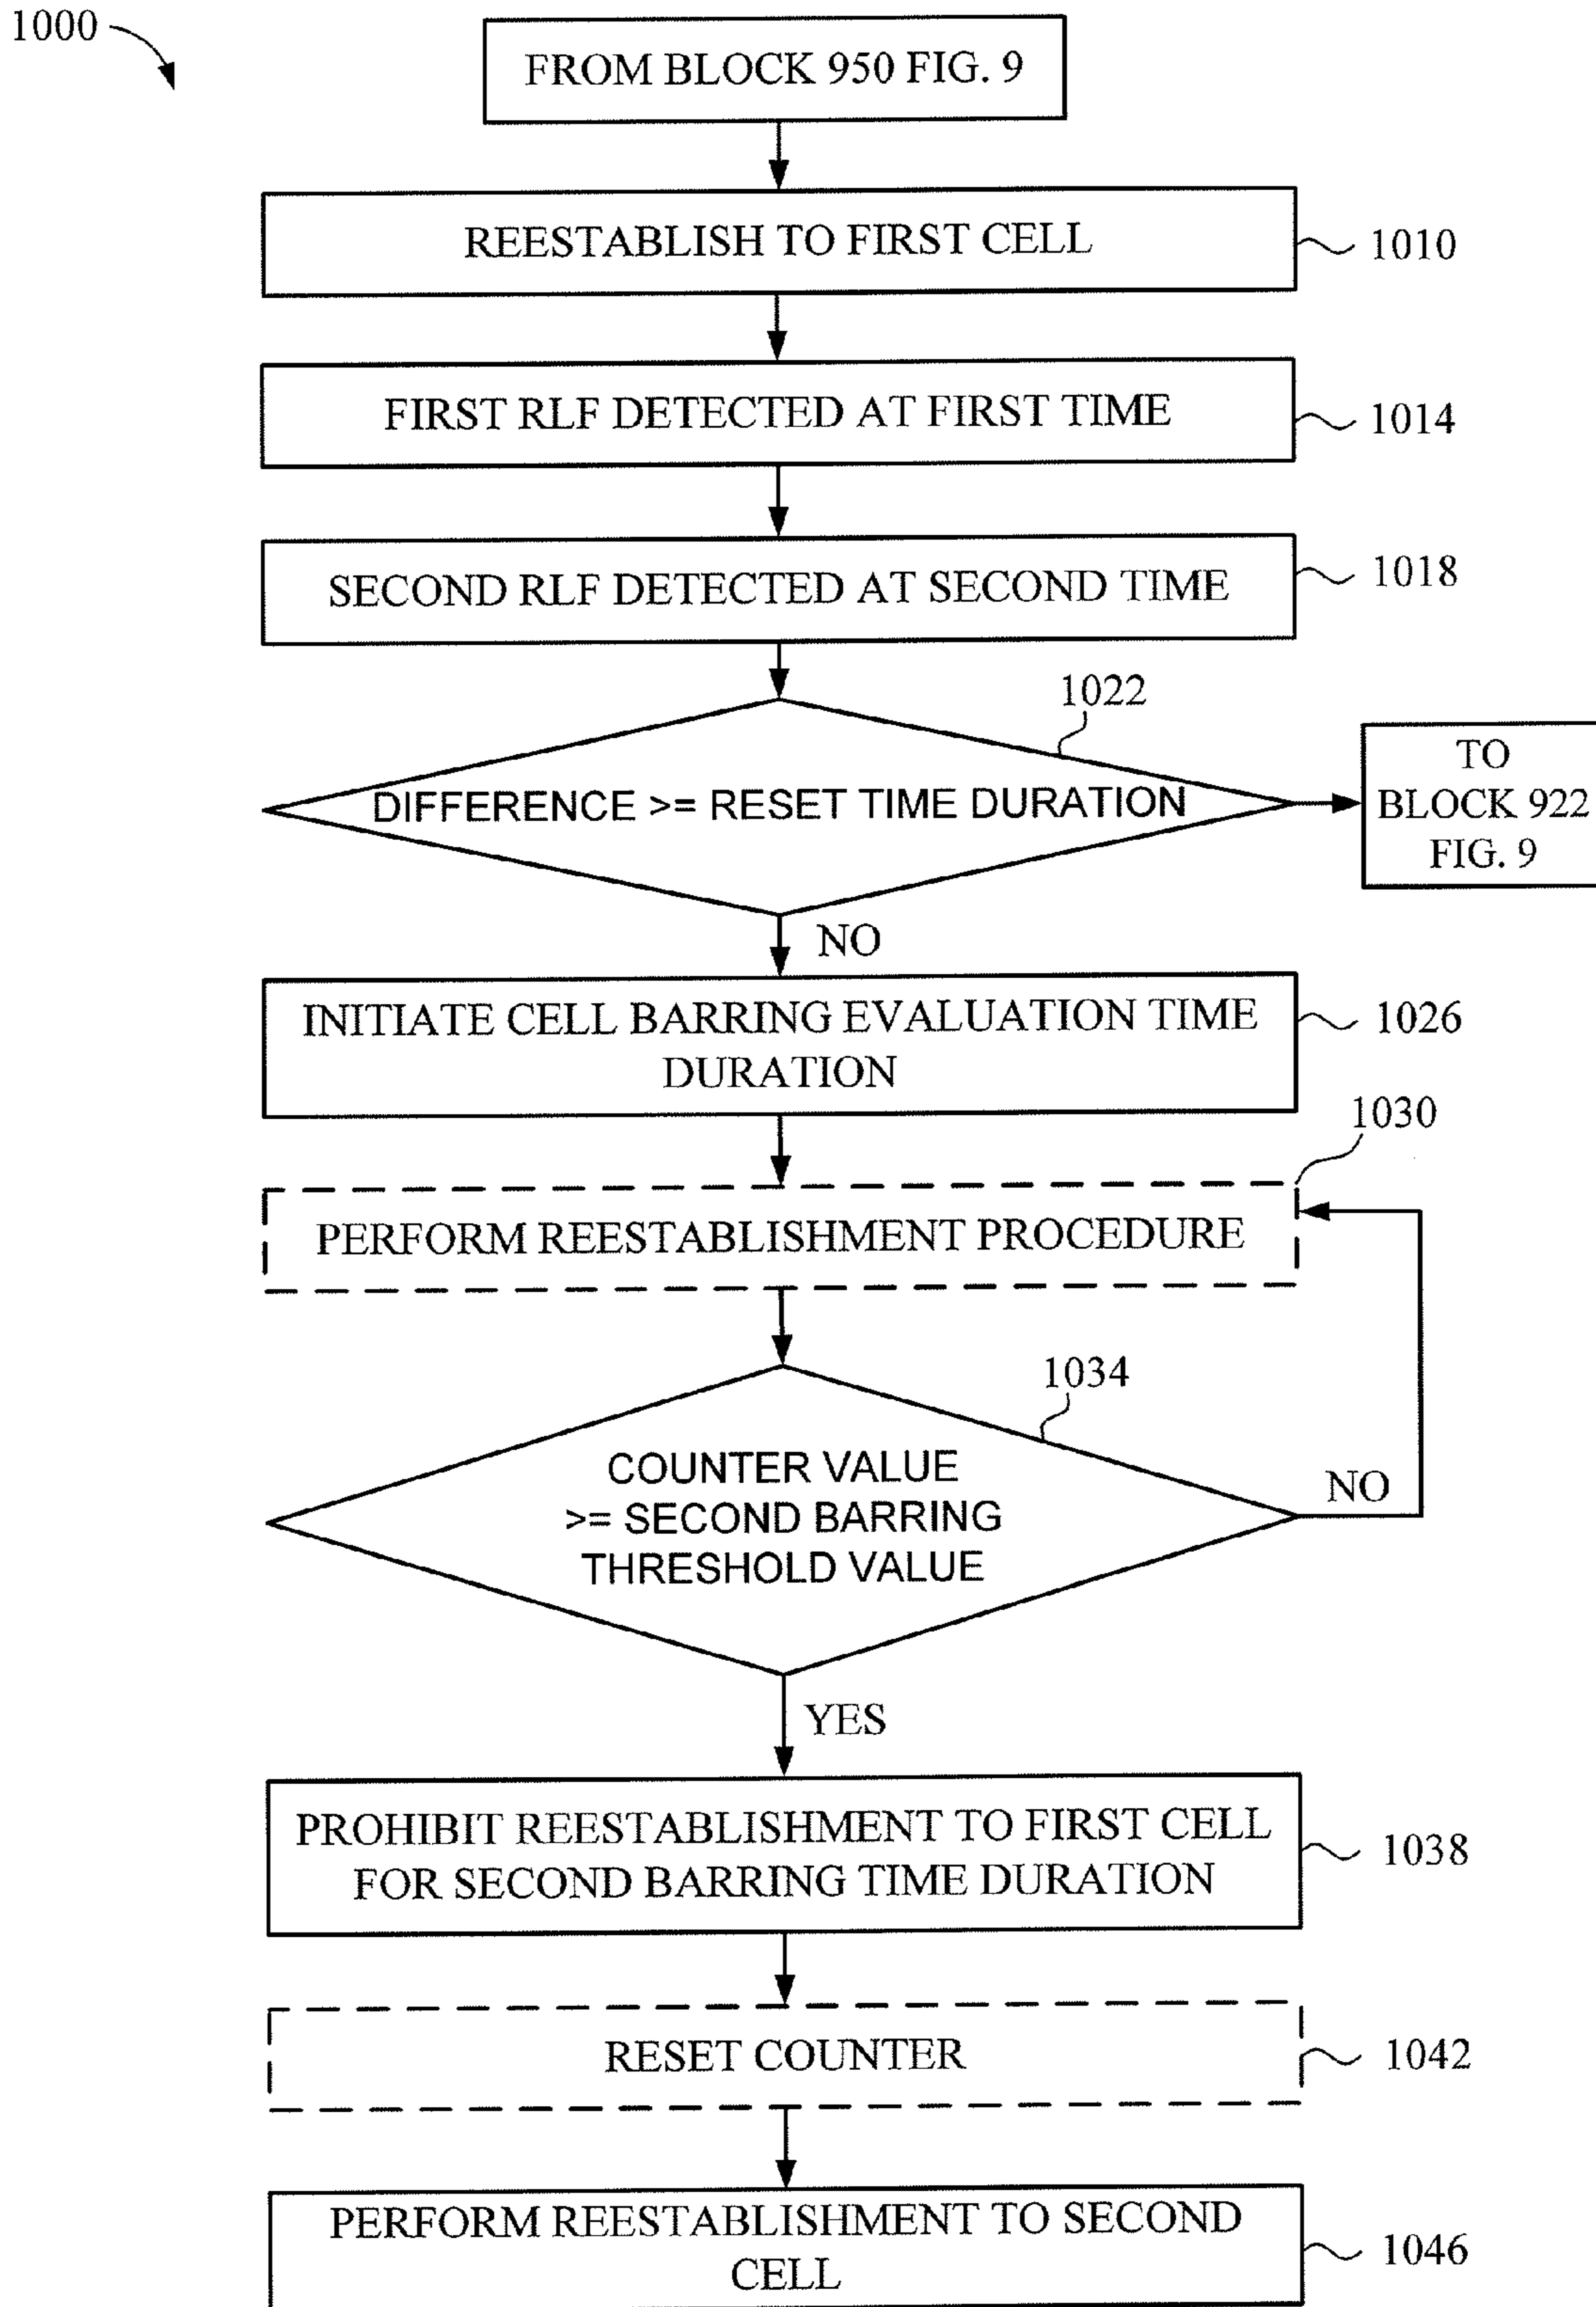 1000
FROM BLOCK 950 FIG. 9
REESTABLISH TO FIRST CELL
1010
FIRST RLF DETECTED AT FIRST TIME
1014
SECOND RLF DETECTED AT SECOND TIME
1018
1022
DIFFERENCE >= RESET TIME DURATION
TO
BLOCK 922
FIG. 9
NO
INITIATE CELL BARRING EVALUATION TIME
DURATION
1026
1030
PERFORM REESTABLISHMENT PROCEDURE
1034
COUNTER VALUE
>= SECOND BARRING
THRESHOLD VALUE
NO
YES
PROHIBIT REESTABLISHMENT TO FIRST CELL
FOR SECOND BARRING TIME DURATION
1038
RESET COUNTER
1042
PERFORM REESTABLISHMENT TO SECOND
CELL
1046